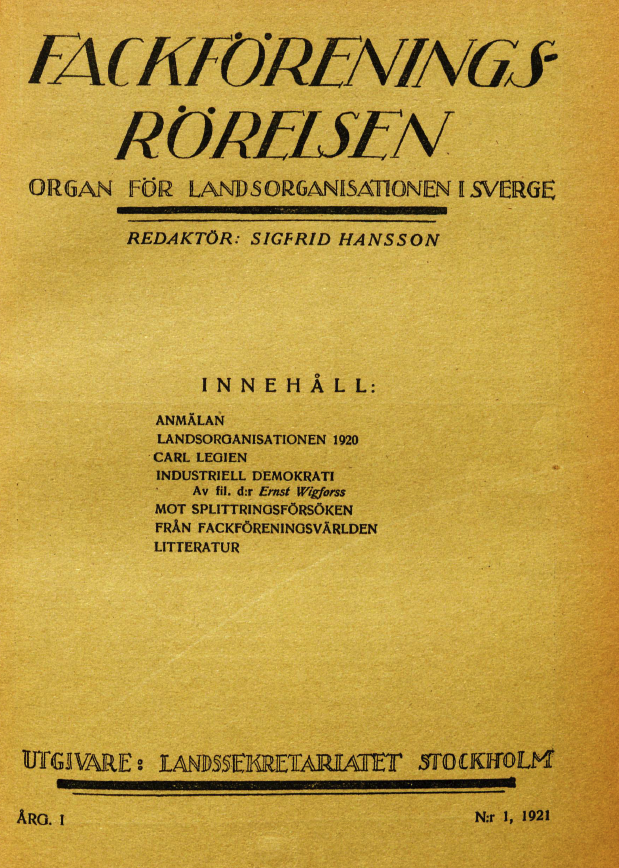 FACKFÖRENINGS-
RÖRELSEN
ORGAN FÖR LANDSORGANISATIONEN I SVERGE
REDAKTÖR: SIGFRID HANSSON
INNEHÅLL:
ANMÄLAN
LANDSORGANISATIONEN 1920
CARL LEGIEN
INDUSTRIELL DEMOKRATI
Av fil. d:r Ernst Wigforss
MOT SPLITTRINGSFÖRSÖKEN
FRÅN FACKFÖRENINGSVÄRLDEN
LITTERATUR
UTGIVARE: LANDSSEKRETARIATET STOCKHOLM
ÅRG. I N:r 1, 1921